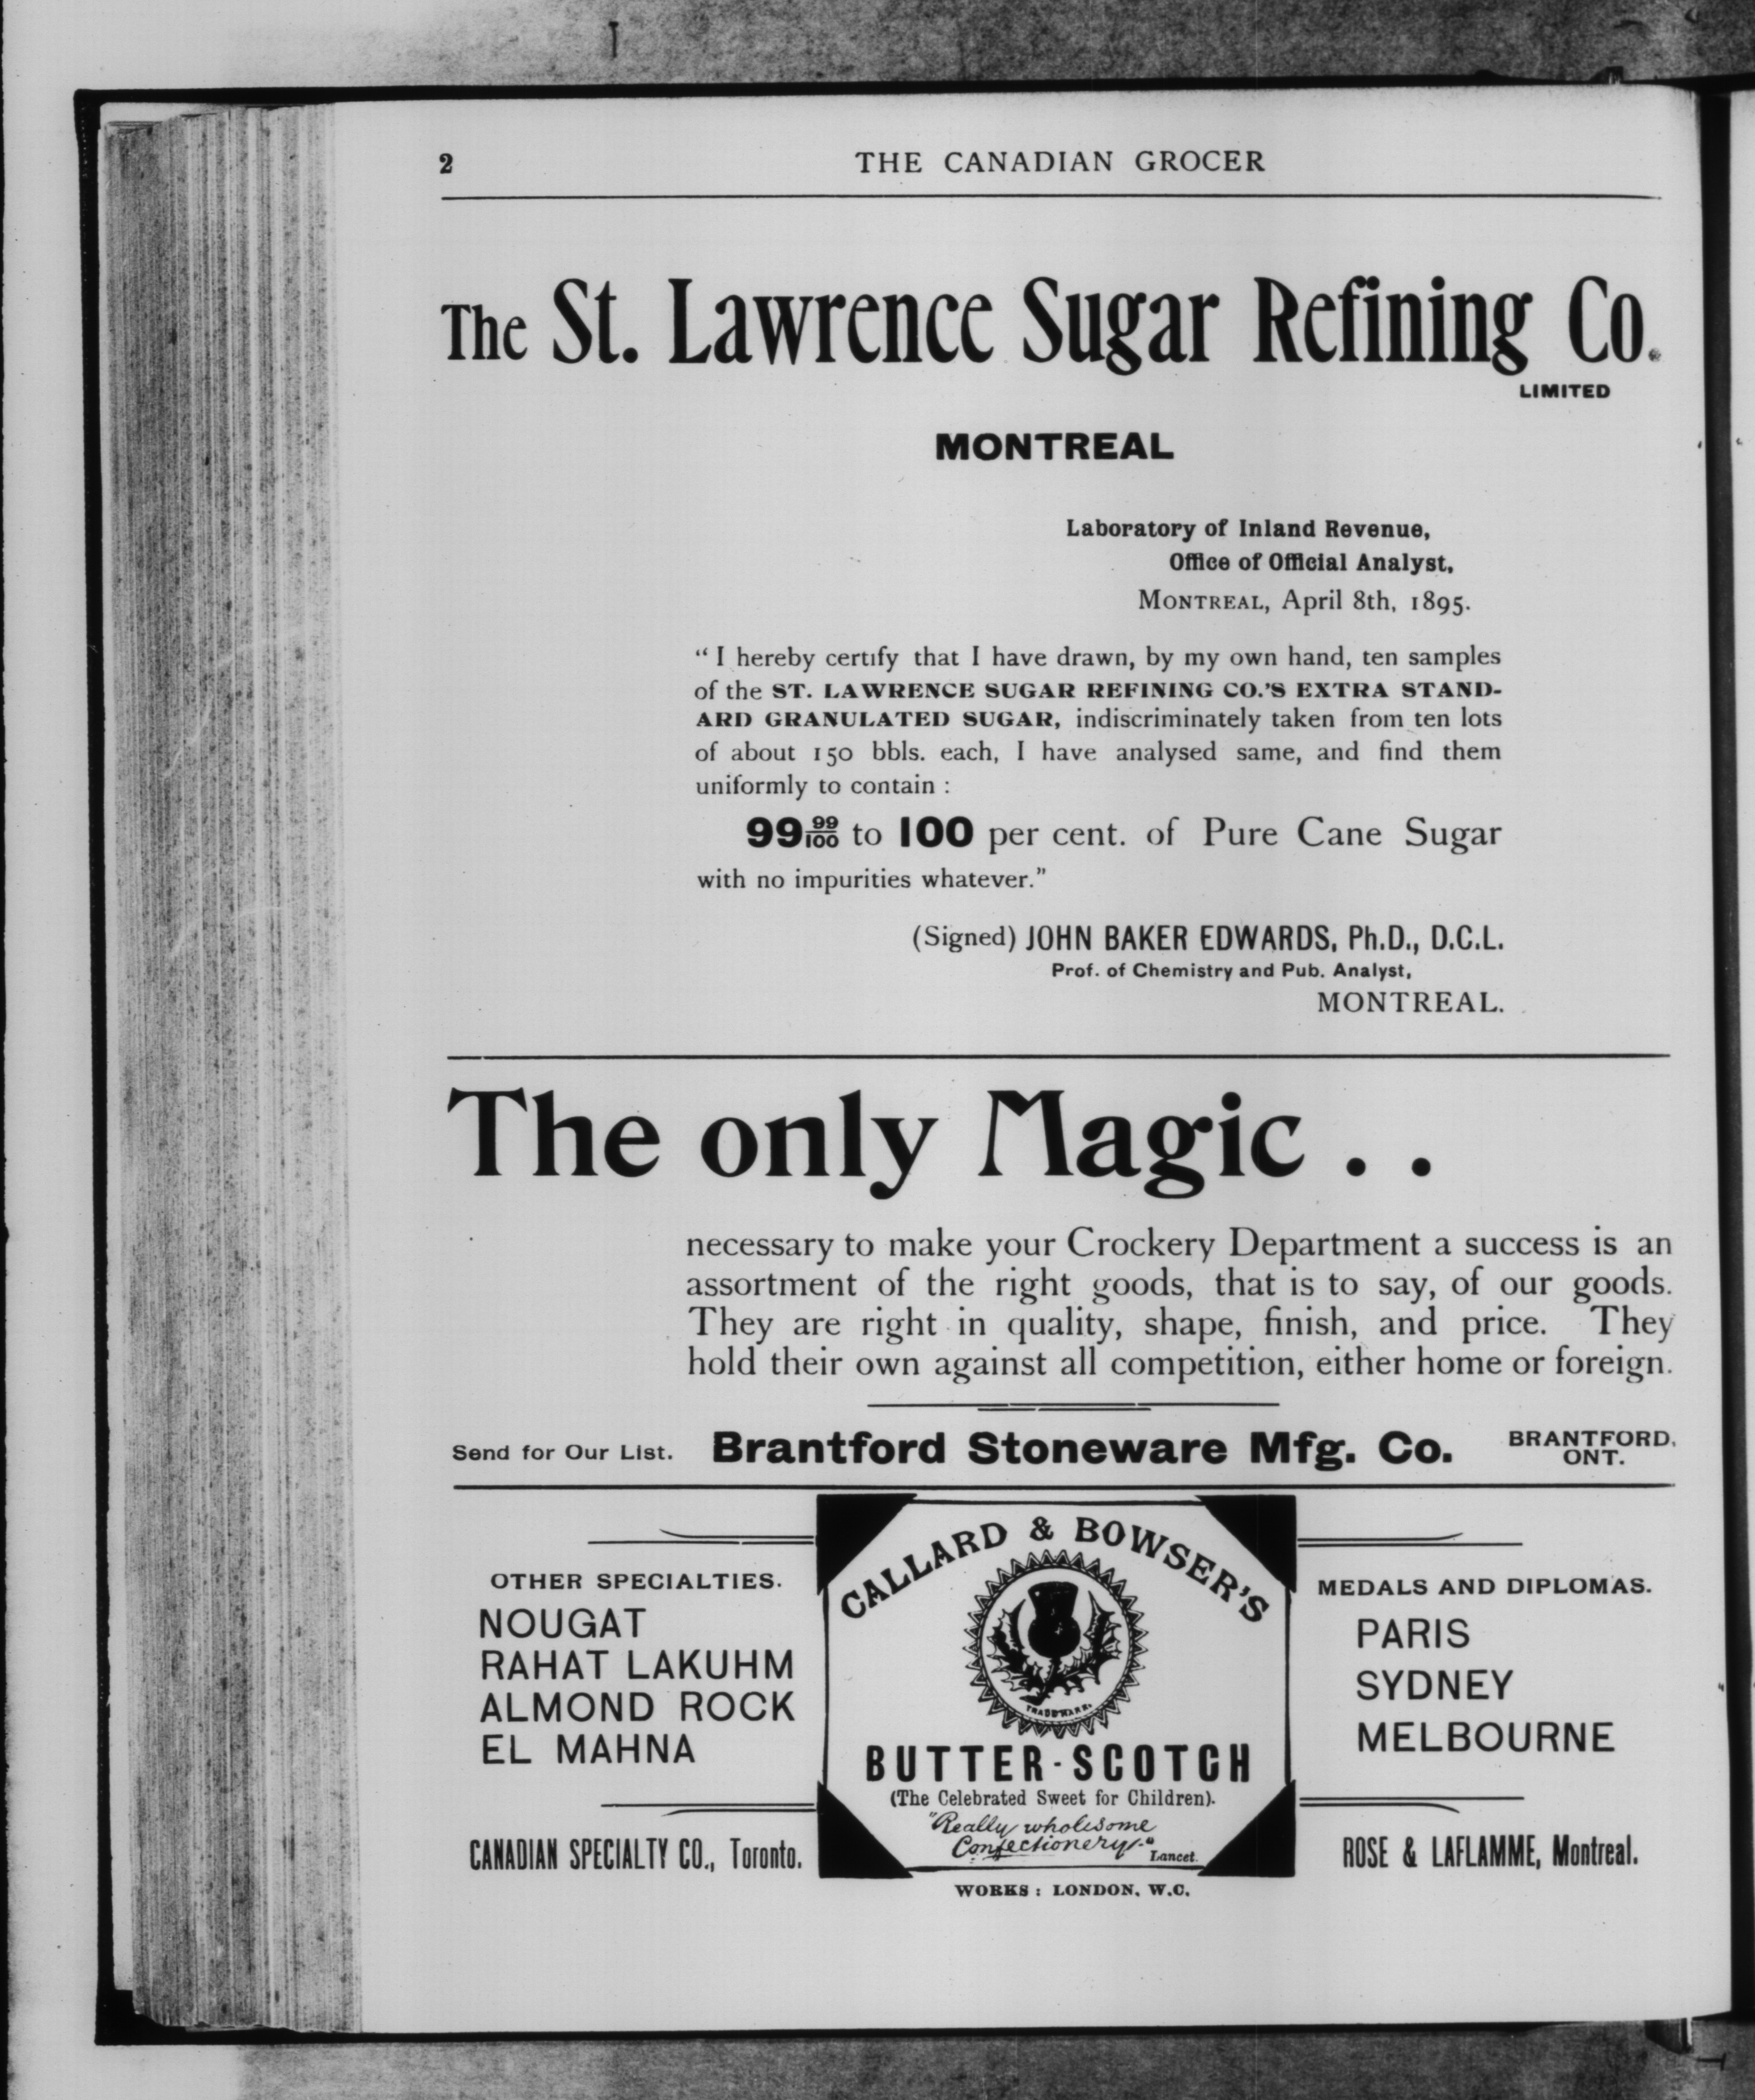 2
THE CANADIAN GROCER
The St. Lawrence Sugar Refining Co.
LIMITED
MONTREAL
Laboratory of Inland Revenue,
Office of Official Analyst,
MONTREAL, April 8th, 1895.
“ I hereby certify that I have drawn, by my own hand, ten samples
of the ST. LAWRENCE SUGAR REFINING CO.'S EXTRA STAND-
ARD GRANULATED SUGAR, indiscriminately taken from ten lots
of about 150 bbls. each, I have analysed same, and find them
uniformly to contain :
99 99/100 to 100 per cent. of Pure Cane Sugar
with no impurities whatever.”
(Signed) JOHN BAKER EDWARDS, Ph.D., D.C.L.
Prof. of Chemistry and Pub. Analyst,
MONTREAL.
The only Magic . .
necessary to make your Crockery Department a success is an
assortment of the right goods, that is to say, of our goods.
They are right in quality, shape, finish, and price. They
hold their own against all competition, either home or foreign.
Send for Our List.
Brantford Stoneware Mfg. Co.
BRANTFORD,
ONT.
OTHER SPECIALTIES.
NOUGAT
RAHAT LAKUHM
ALMOND ROCK
EL MAHNA
CANADIAN SPECIALTY CO., Toronto.
CALLARD & BOWSER'S
TRADE MARK.
BUTTER-SCOTCH
(The Celebrated Sweet for Children).
"Really wholesome
Confectionery."
Lancet.
WORKS : LONDON, W.C.
MEDALS AND DIPLOMAS.
PARIS
SYDNEY
MELBOURNE
ROSE & LAFLAMME, Montreal.